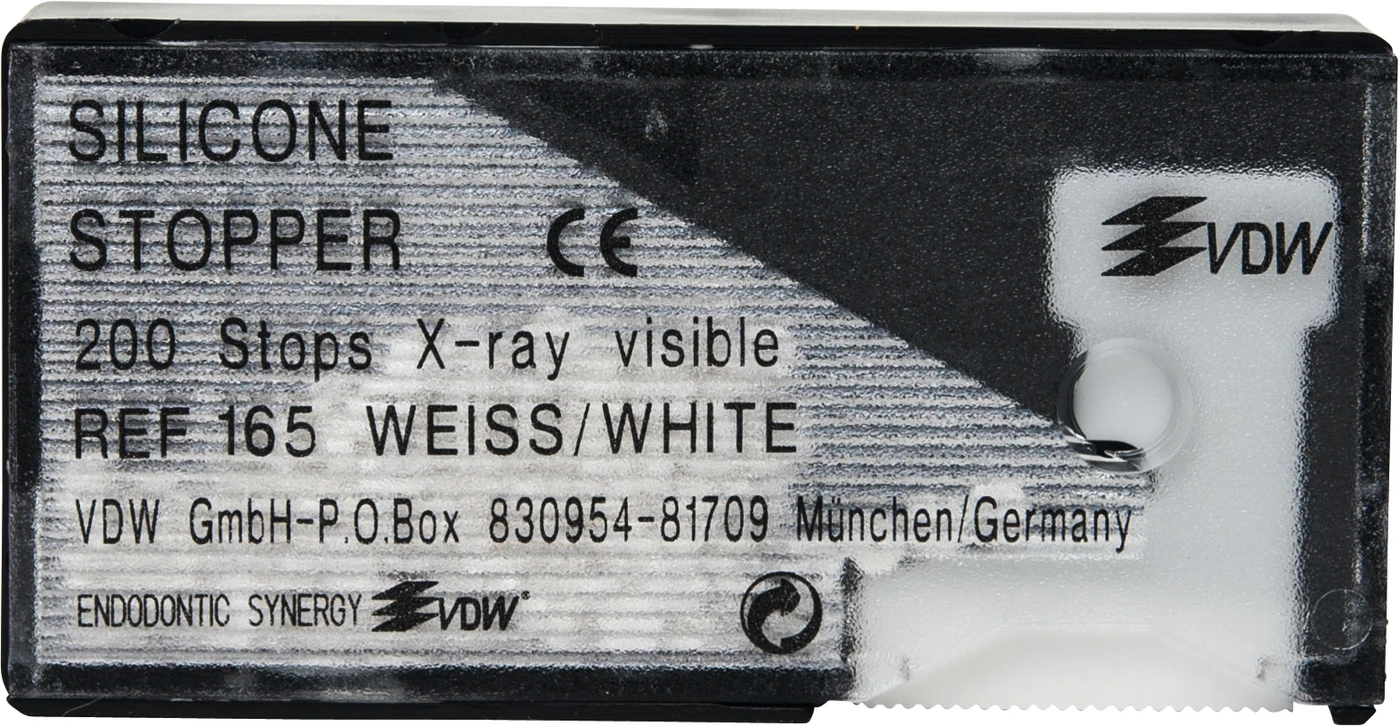 SILICONE
STOPPER CE
VDW
200 Stops X-ray visible
REF 165 WEISS/WHITE
VDW GmbH-P.O.Box 830954-81709 München/Germany
ENDODONTIC SYNERGY VDW®